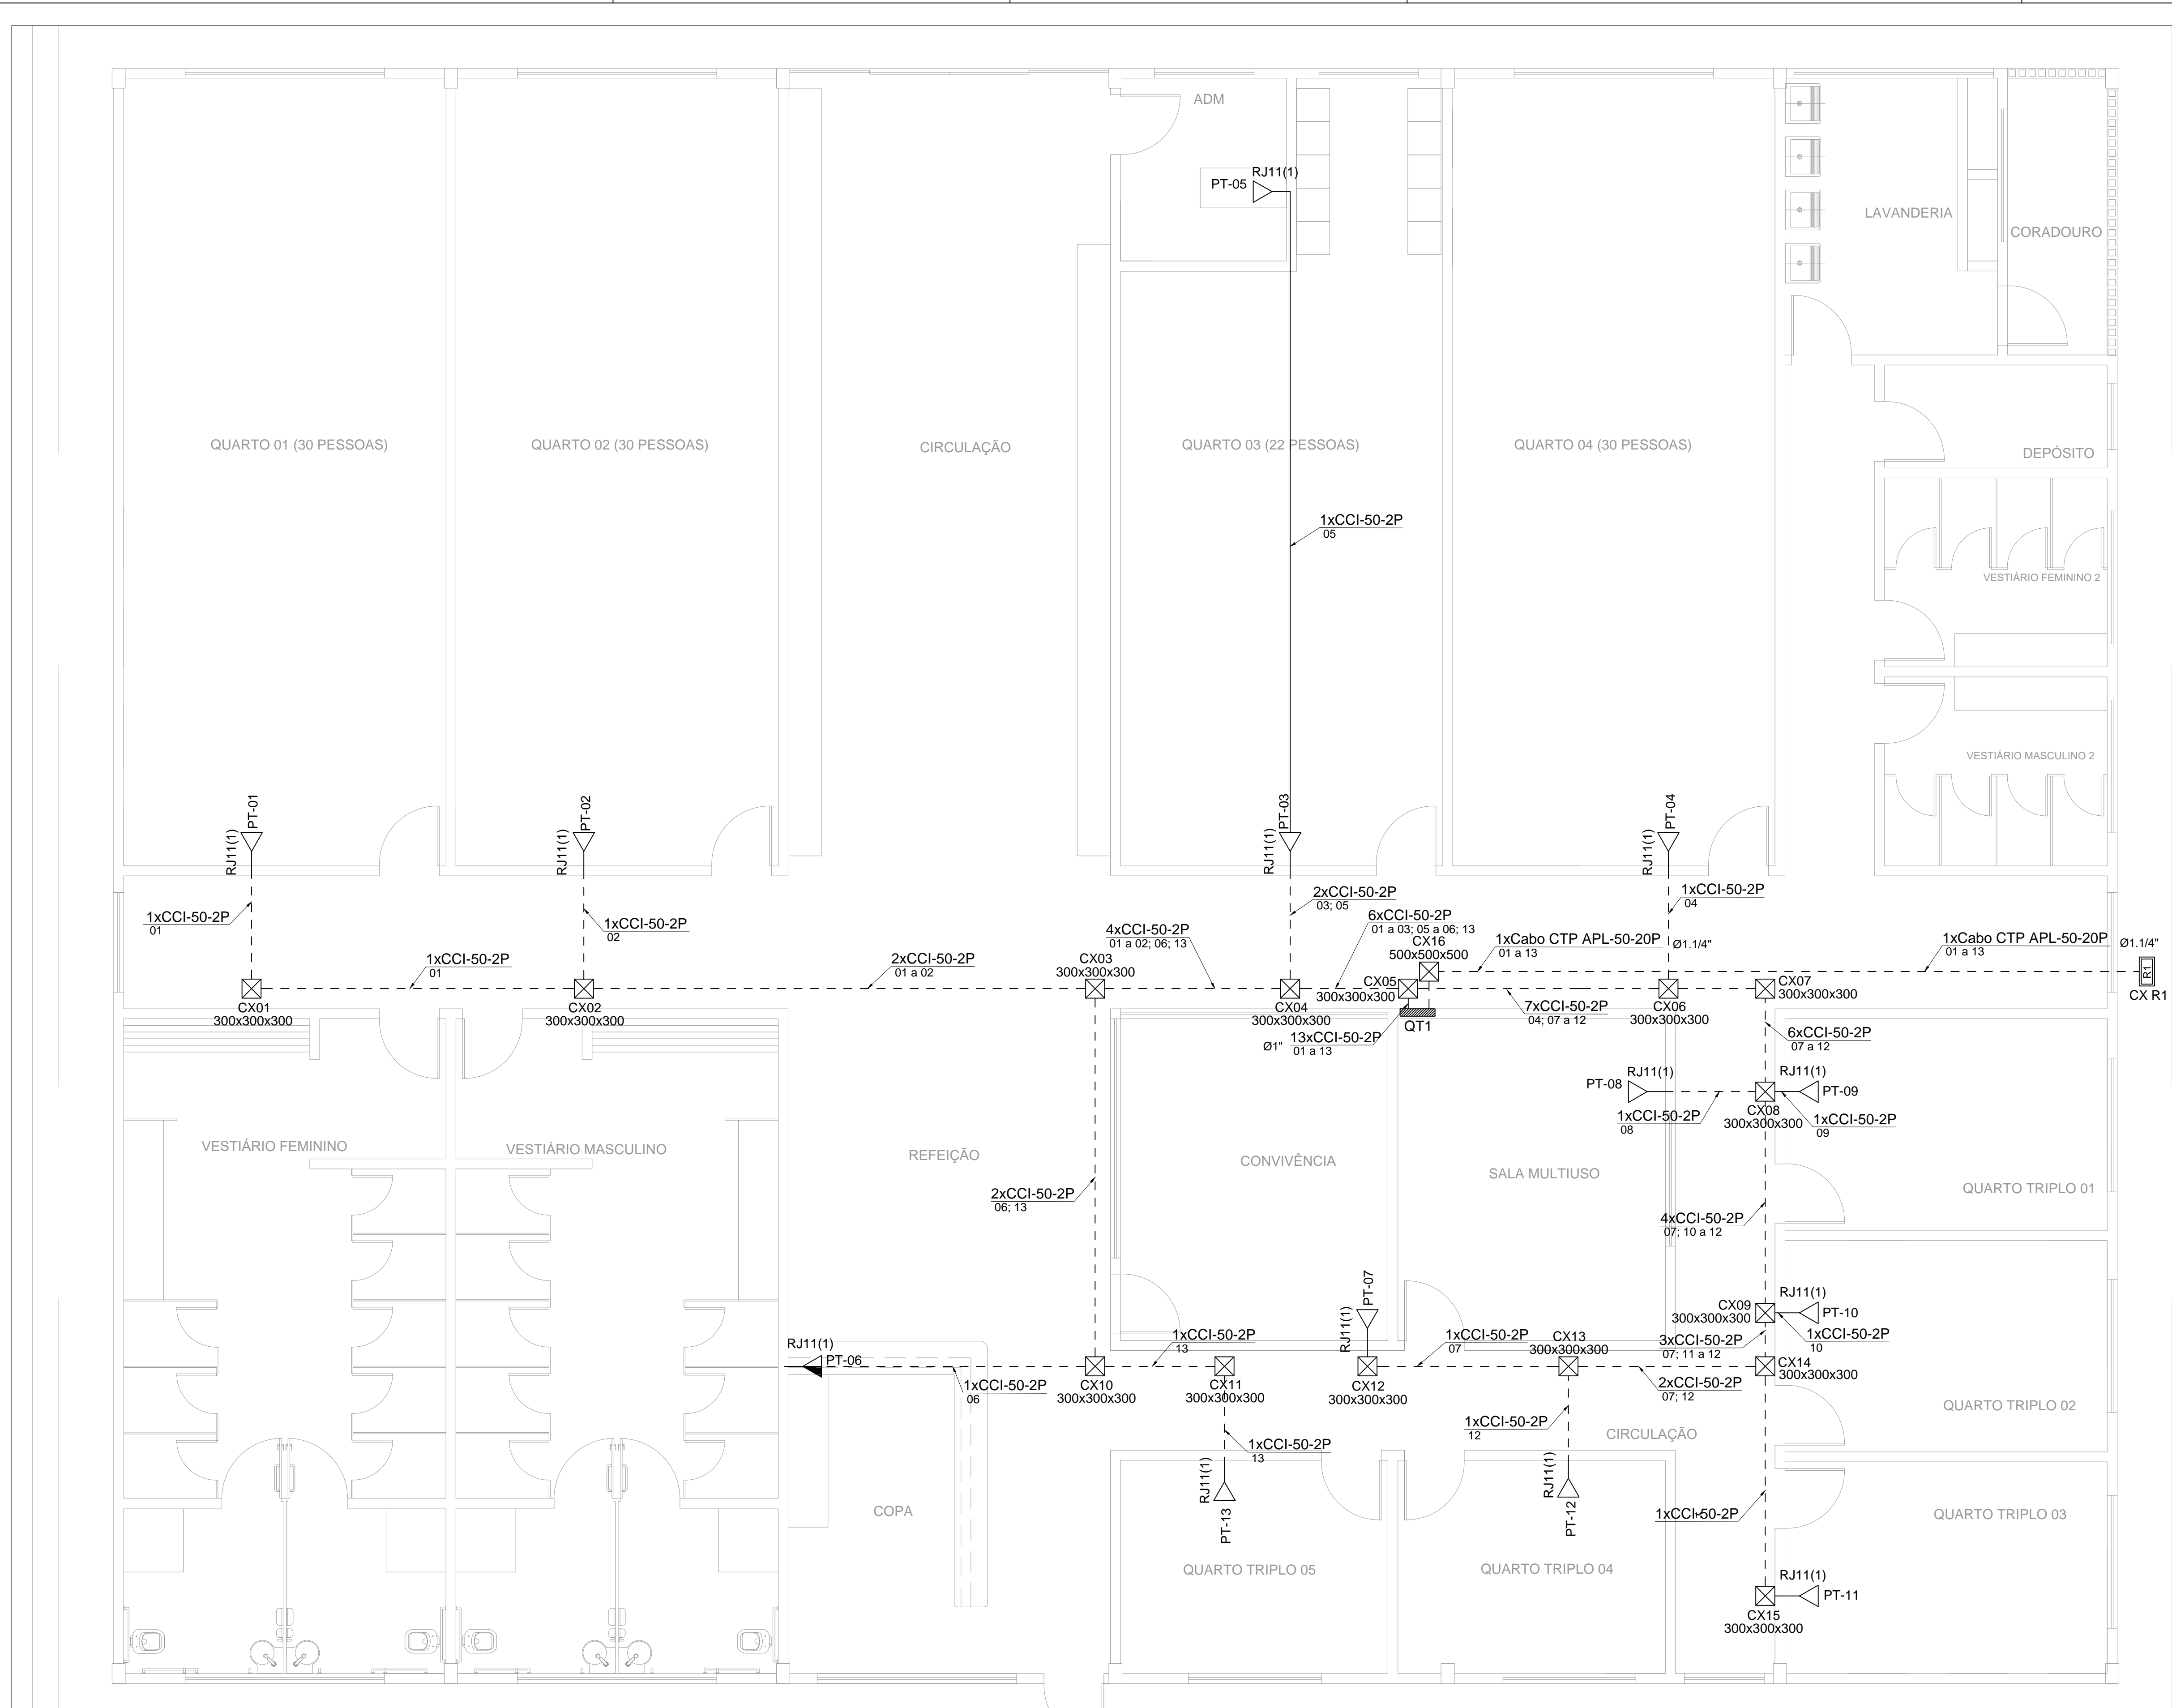 ADM
RJ11(1)
PT-05
LAVANDERIA
CORADOURO
QUARTO 01 (30 PESSOAS)
QUARTO 02 (30 PESSOAS)
CIRCULAÇÃO
QUARTO 03 (22 PESSOAS)
QUARTO 04 (30 PESSOAS)
DEPÓSITO
1xCCI-50-2P
05
VESTIÁRIO FEMININO 2
VESTIÁRIO MASCULINO 2
RJ11(1)
PT-01
RJ11(1)
PT-02
RJ11(1)
PT-03
RJ11(1)
PT-04
1xCCI-50-2P
01
1xCCI-50-2P
02
2xCCI-50-2P
03; 05
1xCCI-50-2P
04
6xCCI-50-2P
01 a 03; 05 a 06; 13
4xCCI-50-2P
01 a 02; 06; 13
CX16
500x500x500
1xCabo CTP APL-50-20P
01 a 13
Ø1.1/4"
1xCabo CTP APL-50-20P
01 a 13
Ø1.1/4"
1xCCI-50-2P
01
2xCCI-50-2P
01 a 02
CX03
300x300x300
CX05
300x300x300
CX07
300x300x300
R1
CX R1
CX01
300x300x300
CX02
300x300x300
CX04
300x300x300
QT1
7xCCI-50-2P
04; 07 a 12
CX06
300x300x300
13xCCI-50-2P
01 a 13
Ø1"
6xCCI-50-2P
07 a 12
RJ11(1)
PT-08
RJ11(1)
PT-09
CX08
300x300x300
1xCCI-50-2P
08
1xCCI-50-2P
09
VESTIÁRIO FEMININO
VESTIÁRIO MASCULINO
REFEIÇÃO
CONVIVÊNCIA
SALA MULTIUSO
QUARTO TRIPLO 01
2xCCI-50-2P
06; 13
4xCCI-50-2P
07; 10 a 12
RJ11(1)
PT-07
CX09
300x300x300
RJ11(1)
PT-10
1xCCI-50-2P
10
RJ11(1)
PT-06
1xCCI-50-2P
13
1xCCI-50-2P
07
CX13
300x300x300
3xCCI-50-2P
07; 11 a 12
CX14
300x300x300
1xCCI-50-2P
06
CX10
300x300x300
CX11
300x300x300
CX12
300x300x300
2xCCI-50-2P
07; 12
QUARTO TRIPLO 02
1xCCI-50-2P
12
CIRCULAÇÃO
1xCCI-50-2P
13
RJ11(1)
PT-13
RJ11(1)
PT-12
COPA
1xCCI-50-2P
QUARTO TRIPLO 03
QUARTO TRIPLO 05
QUARTO TRIPLO 04
RJ11(1)
PT-11
CX15
300x300x300